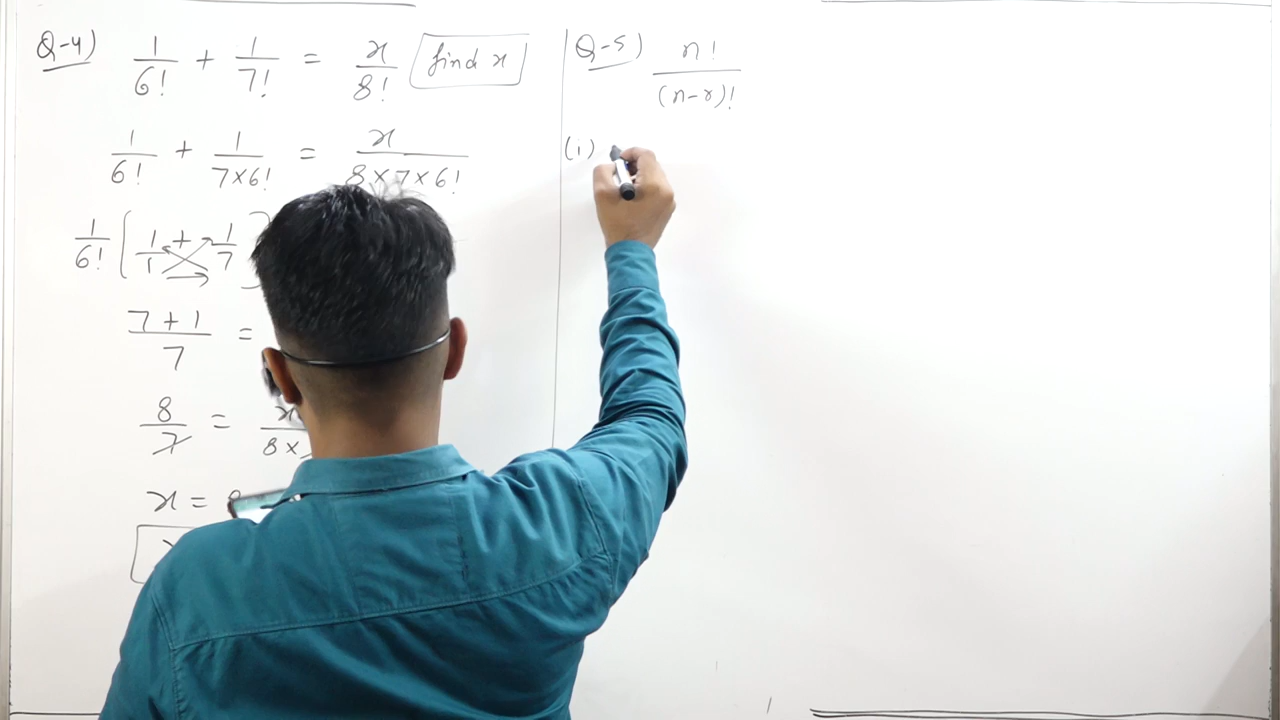 Q-4) 1/6! + 1/7! = x/8! find x
1/6! + 1/7×6! = x/8×7×6!
1/6! [1/1 + 1/7
7+1/7 =
8/7 = x/8×
x = 8
Q-5) n!/(n-r)!
(i)